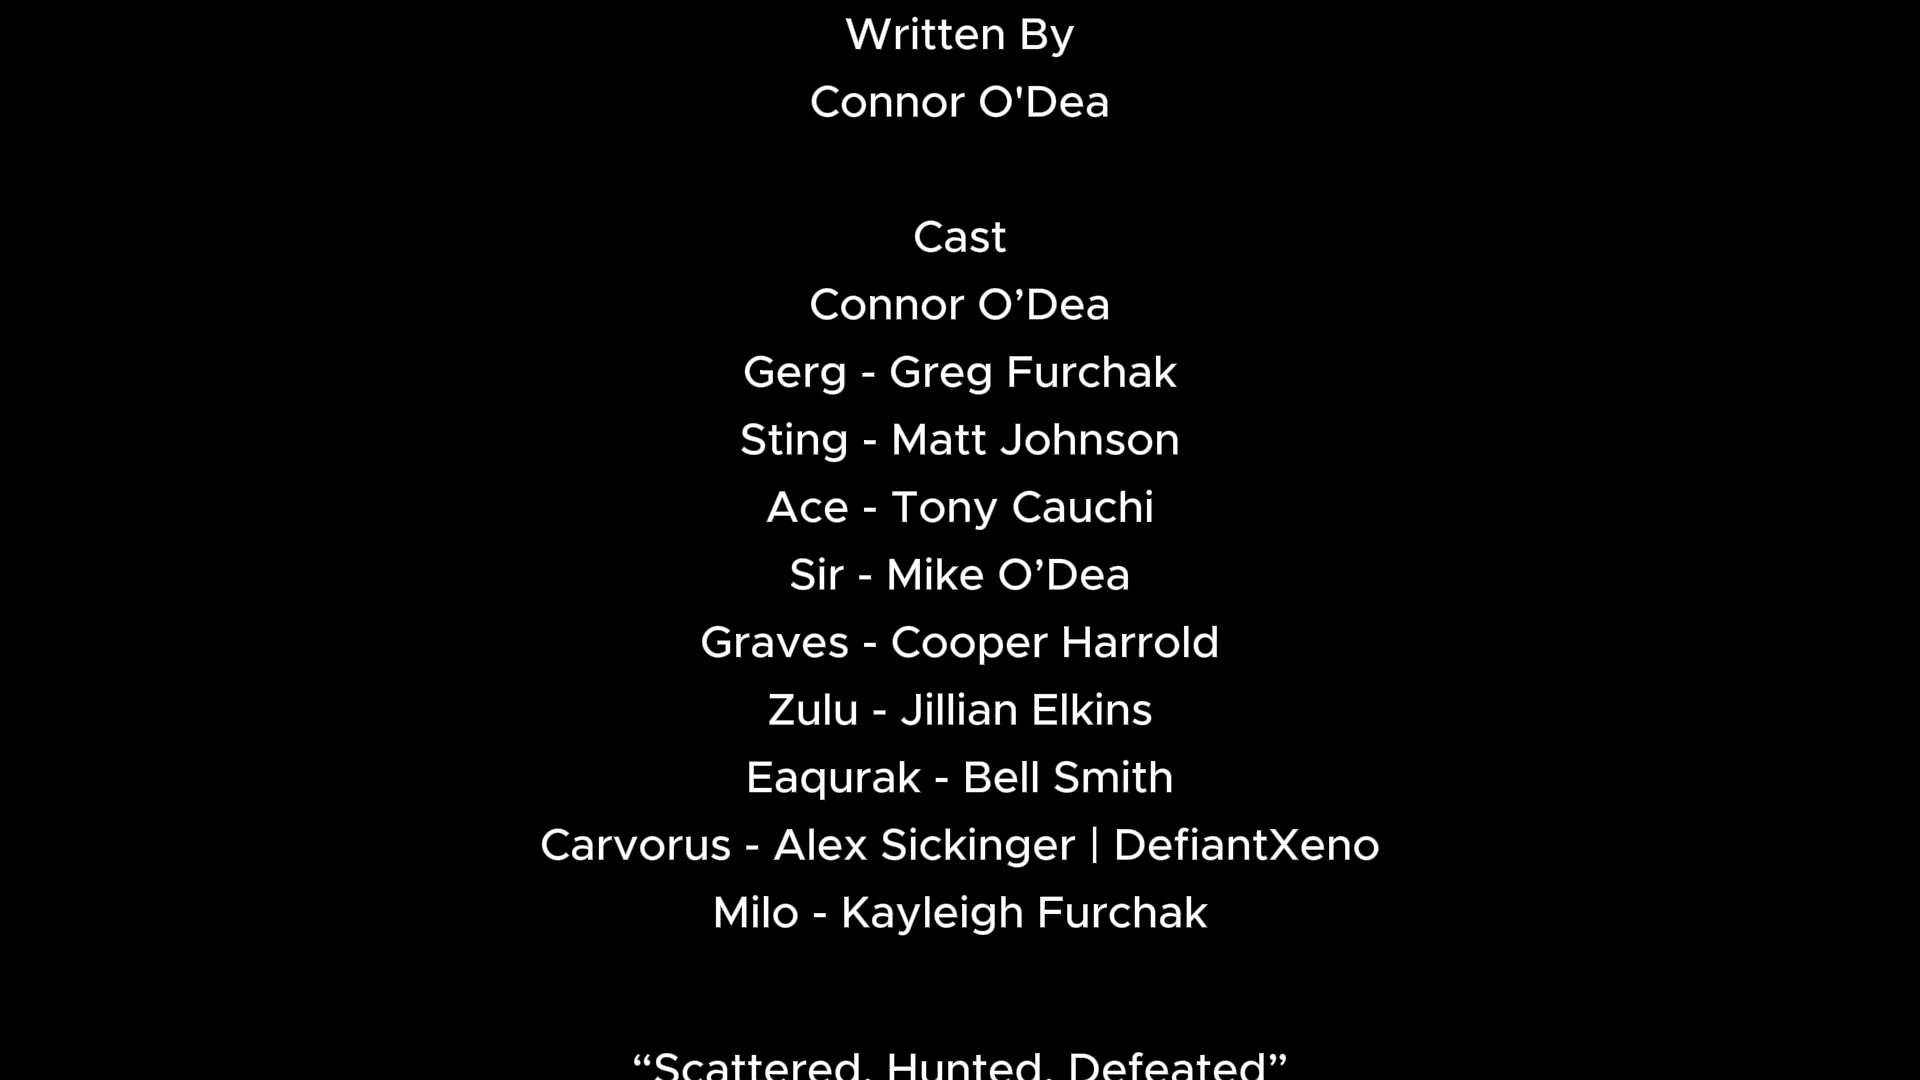 Written By
Connor O'Dea
Cast
Connor O’Dea
Gerg - Greg Furchak
Sting - Matt Johnson
Ace - Tony Cauchi
Sir - Mike O’Dea
Graves - Cooper Harrold
Zulu - Jillian Elkins
Eaqurak - Bell Smith
Carvorus - Alex Sickinger | DefiantXeno
Milo - Kayleigh Furchak
“Scattered, Hunted, Defeated”